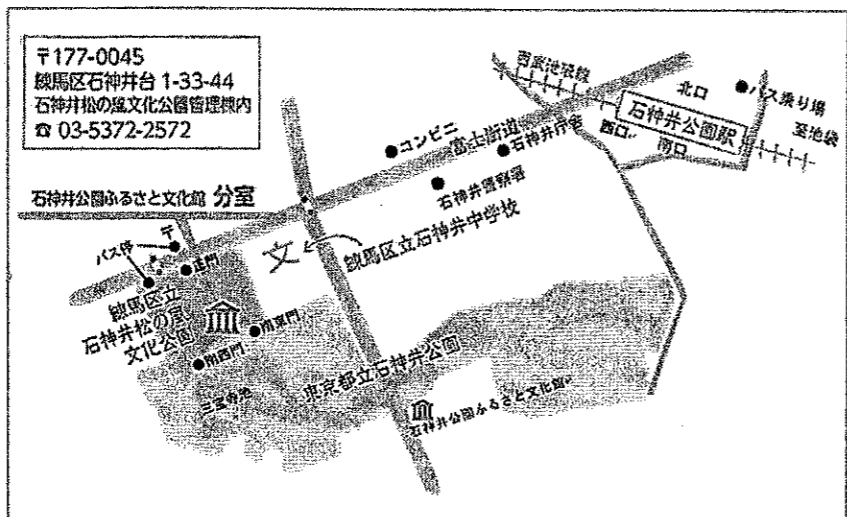 〒177-0045
練馬区石神井台 1-33-44
石神井松の風文化公園管理棟内
☎ 03-5372-2572
西武池袋線
北口
バス乗り場
石神井公園駅
至池袋
西口
南口
コンビニ
富士街道
石神井庁舎
石神井警察署
石神井公園ふるさと文化館 分室
〒
バス停
正門
文
練馬区立石神井中学校
練馬区立
石神井松の風
文化公園
南東門
南西門
三宝寺池
東京都立石神井公園
石神井公園ふるさと文化館